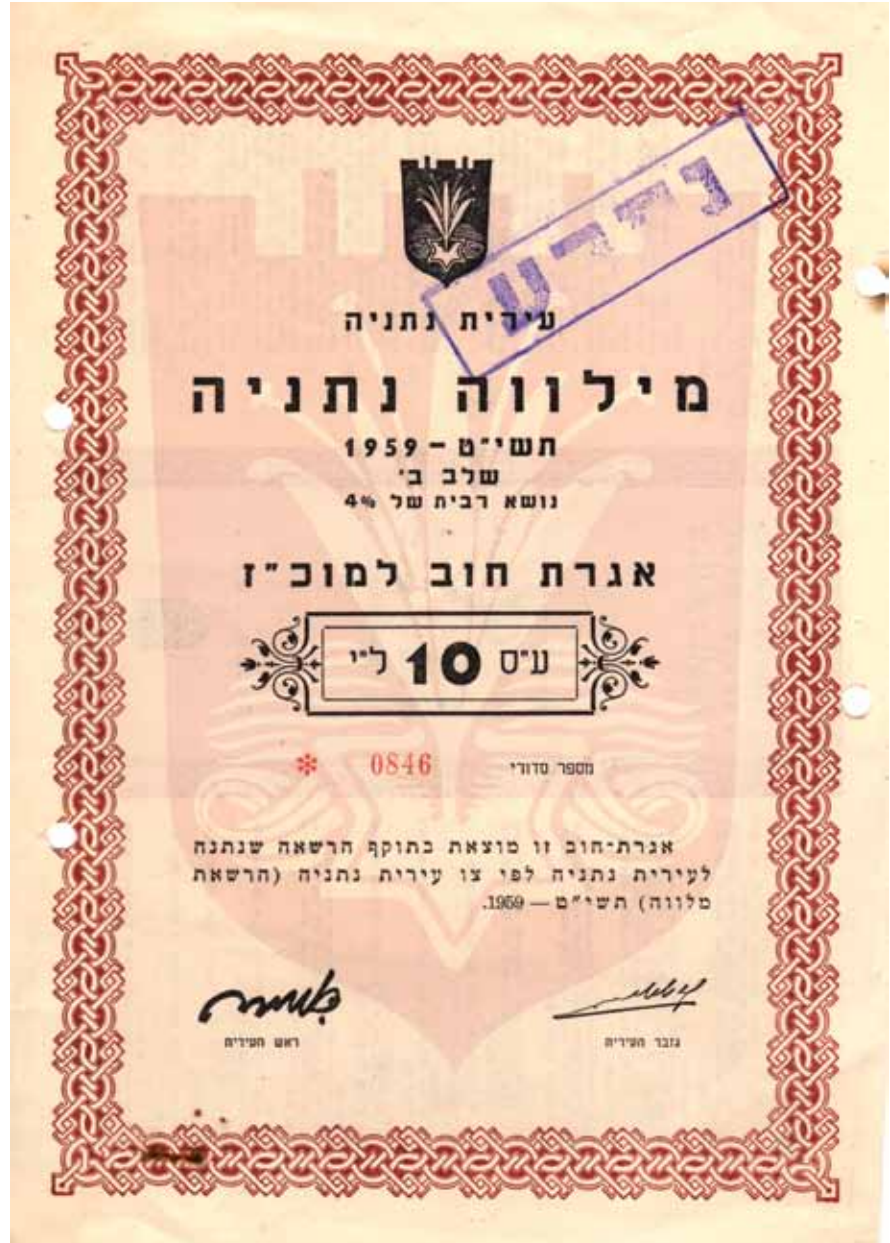 עירית נתניה
מילווה נתניה
תשי"ט – 1959
שלב ב'
נושא רבית של 4%
אגרת חוב למוכ"ז
ע"ס 10 ל"י
מספר סדורי 0846 *
אגרת-חוב זו מוצאת בתוקף הרשאה שנתנה
לעירית נתניה לפי צו עירית נתניה (הרשאת
מלווה) תשי"ט — 1959.
גזבר העיריה ראש העיריה